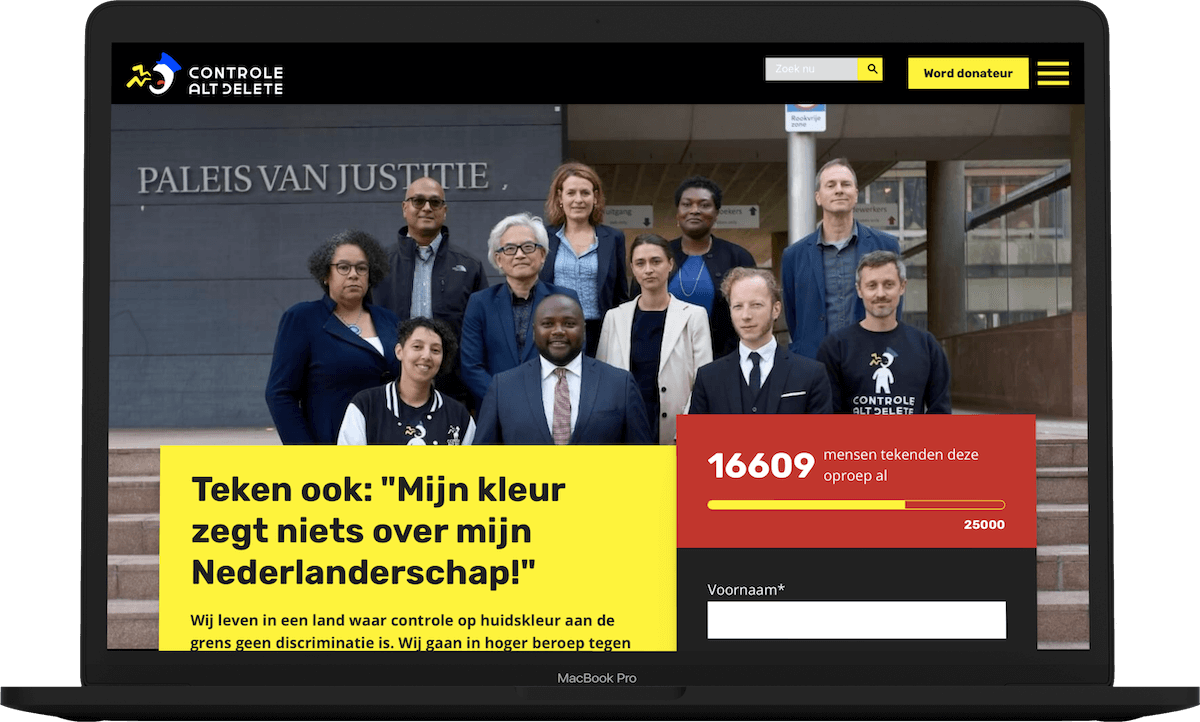 CONTROLE
ALT DELETE
Zoek nu
Word donateur
Rookvrije
zone
PALEIS VAN JUSTITIE
uitgang
CONTROLE
ALT DELETE
Teken ook: "Mijn kleur
zegt niets over mijn
Nederlanderschap!"
Wij leven in een land waar controle op huidskleur aan de
grens geen discriminatie is. Wij gaan in hoger beroep tegen
16609
mensen tekenden deze
oproep al
25000
Voornaam*
MacBook Pro